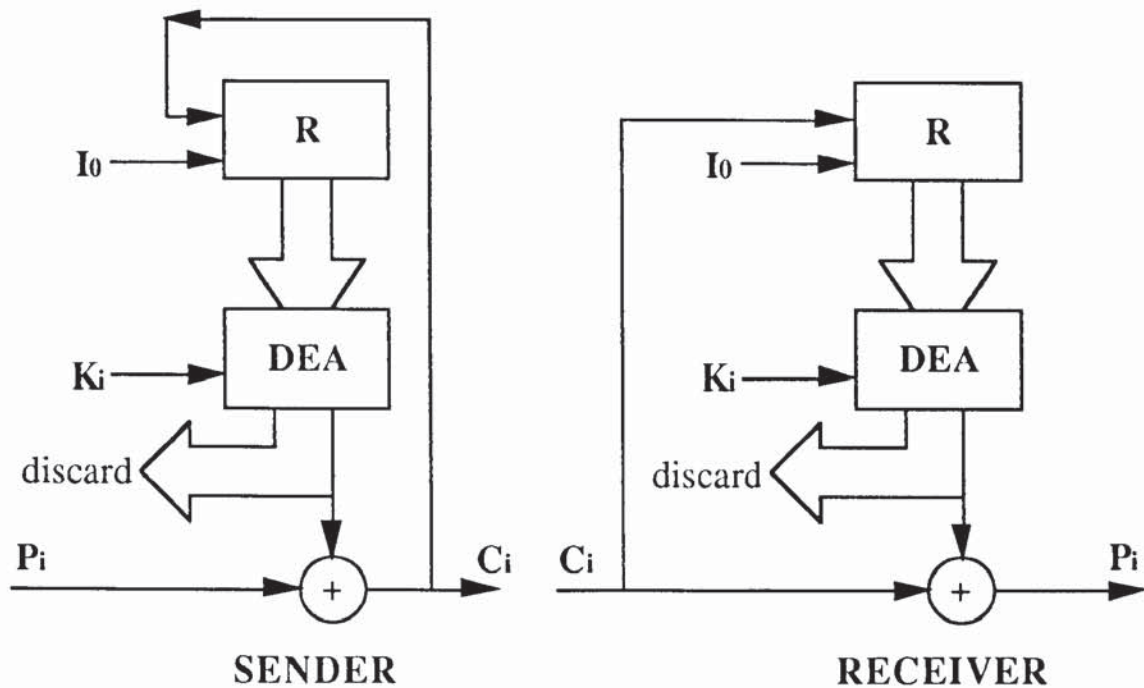 R
I0
DEA
Ki
discard
Pi
+
Ci
SENDER
R
I0
DEA
Ki
discard
Ci
+
Pi
RECEIVER